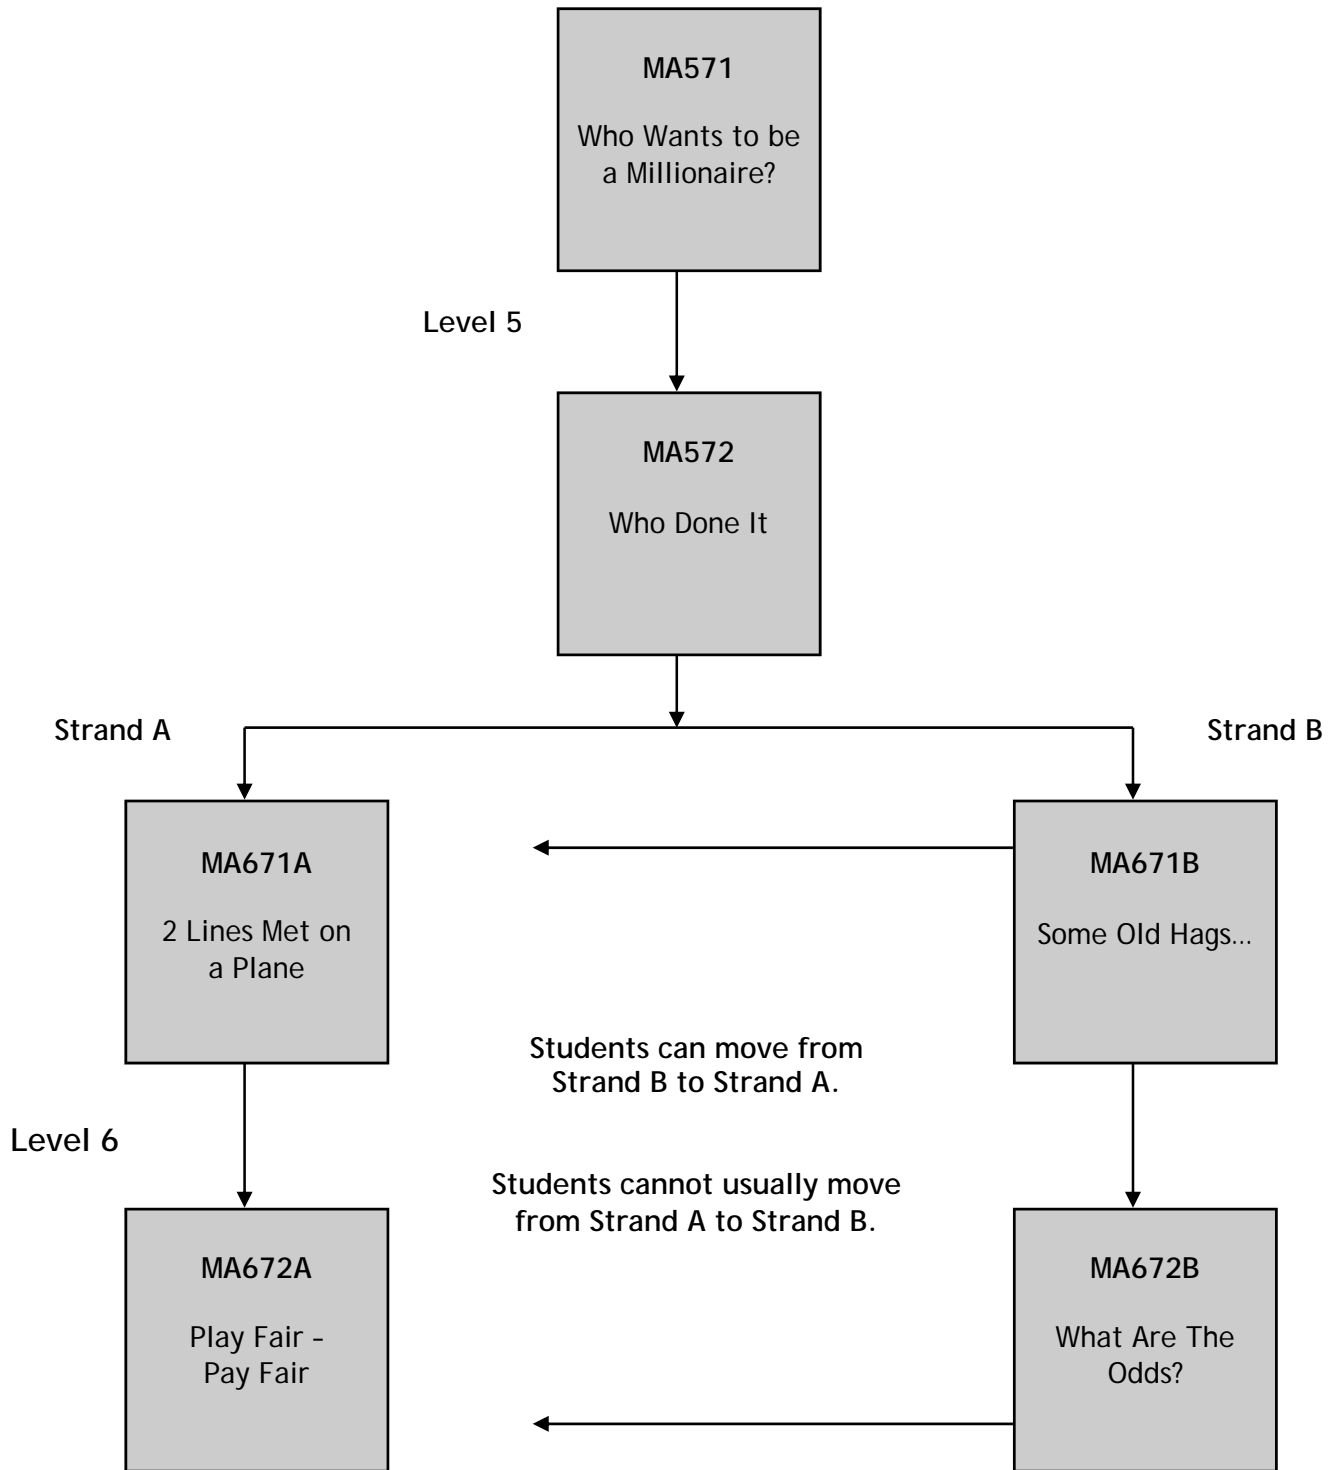 MA571
Who Wants to be
a Millionaire?
Level 5
MA572
Who Done It
Strand A
Strand B
MA671A
2 Lines Met on
a Plane
MA671B
Some Old Hags...
Students can move from
Strand B to Strand A.
Level 6
Students cannot usually move
from Strand A to Strand B.
MA672A
Play Fair –
Pay Fair
MA672B
What Are The
Odds?